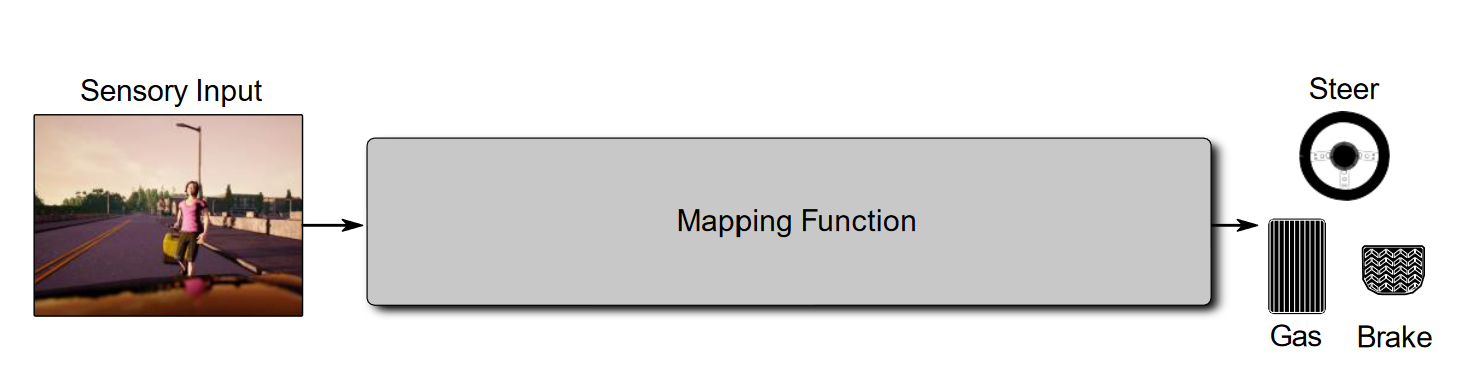 Sensory Input
Mapping Function
Steer
Gas
Brake